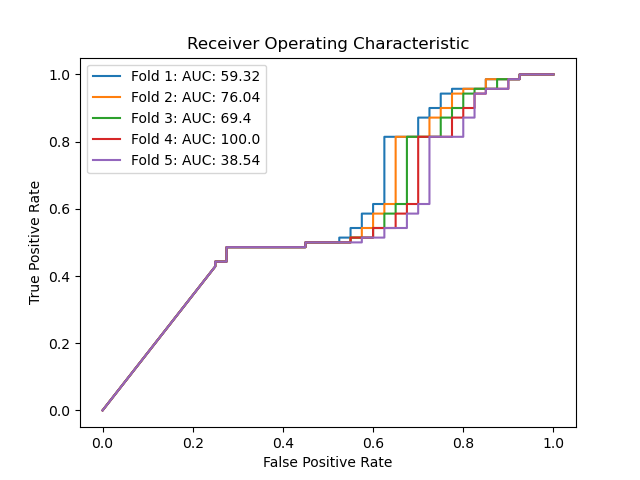 Receiver Operating Characteristic
Fold 1: AUC: 59.32
Fold 2: AUC: 76.04
Fold 3: AUC: 69.4
Fold 4: AUC: 100.0
Fold 5: AUC: 38.54
1.0
0.8
0.6
0.4
0.2
0.0
True Positive Rate
0.0 0.2 0.4 0.6 0.8 1.0
False Positive Rate